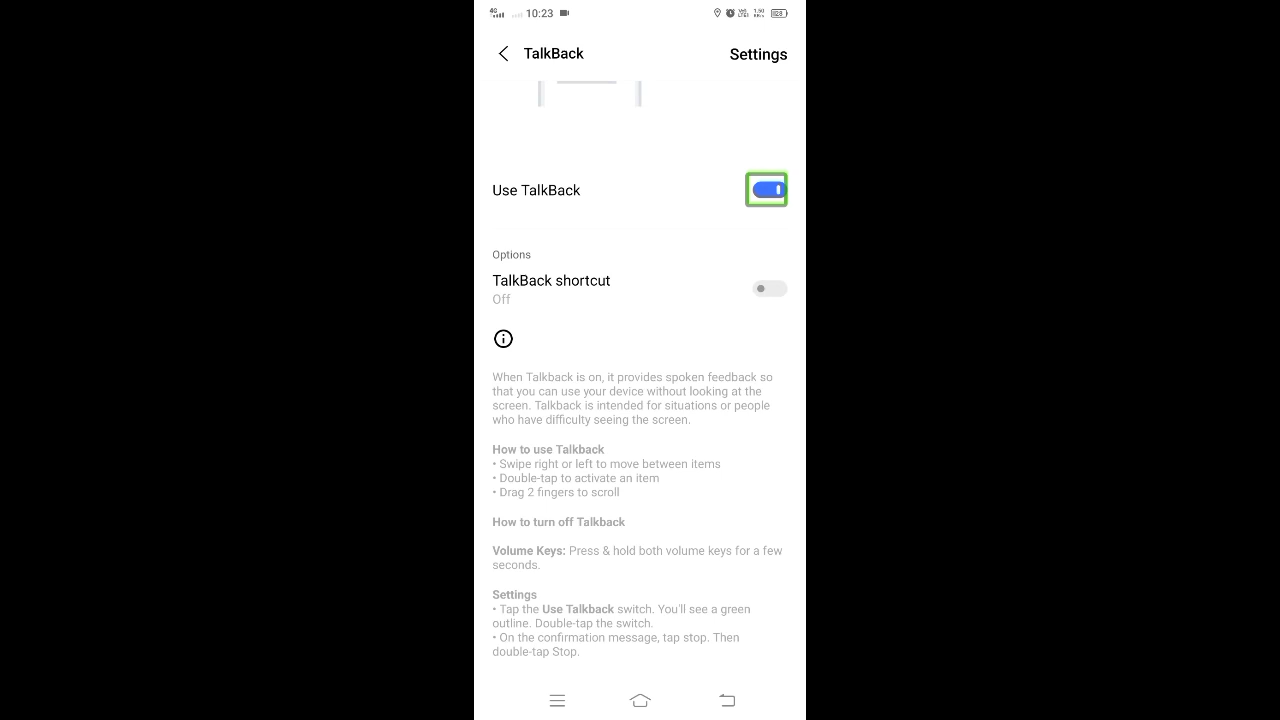 4G 10:23 1.50 KB/s 28
TalkBack Settings
Use TalkBack
Options
TalkBack shortcut
Off
When Talkback is on, it provides spoken feedback so
that you can use your device without looking at the
screen. Talkback is intended for situations or people
who have difficulty seeing the screen.
How to use Talkback
• Swipe right or left to move between items
• Double-tap to activate an item
• Drag 2 fingers to scroll
How to turn off Talkback
Volume Keys: Press & hold both volume keys for a few
seconds.
Settings
• Tap the Use Talkback switch. You'll see a green
outline. Double-tap the switch.
• On the confirmation message, tap stop. Then
double-tap Stop.